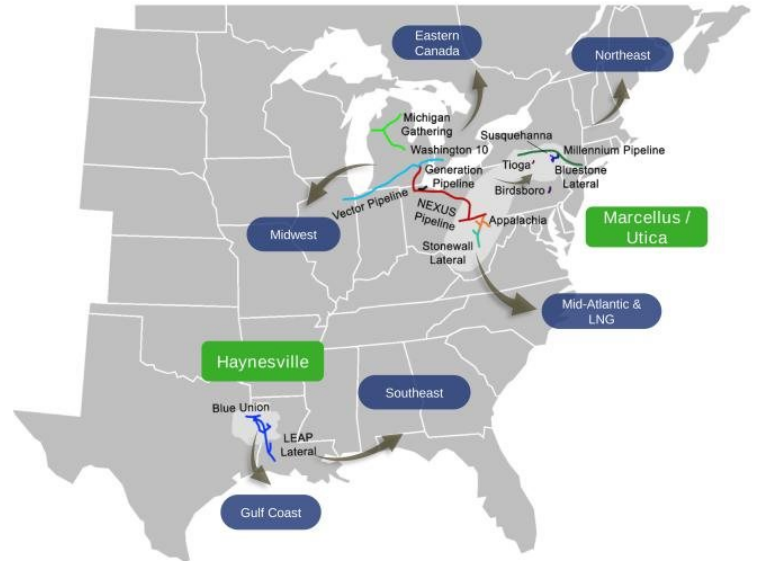 Eastern
Canada
Northeast
Michigan
Gathering
Susquehanna
Washington 10
Millennium Pipeline
Generation
Pipeline
Tioga
Bluestone
Lateral
Vector Pipeline
Birdsboro
NEXUS
Pipeline
Appalachia
Marcellus /
Utica
Midwest
Stonewall
Lateral
Mid-Atlantic &
LNG
Haynesville
Southeast
Blue Union
LEAP
Lateral
Gulf Coast